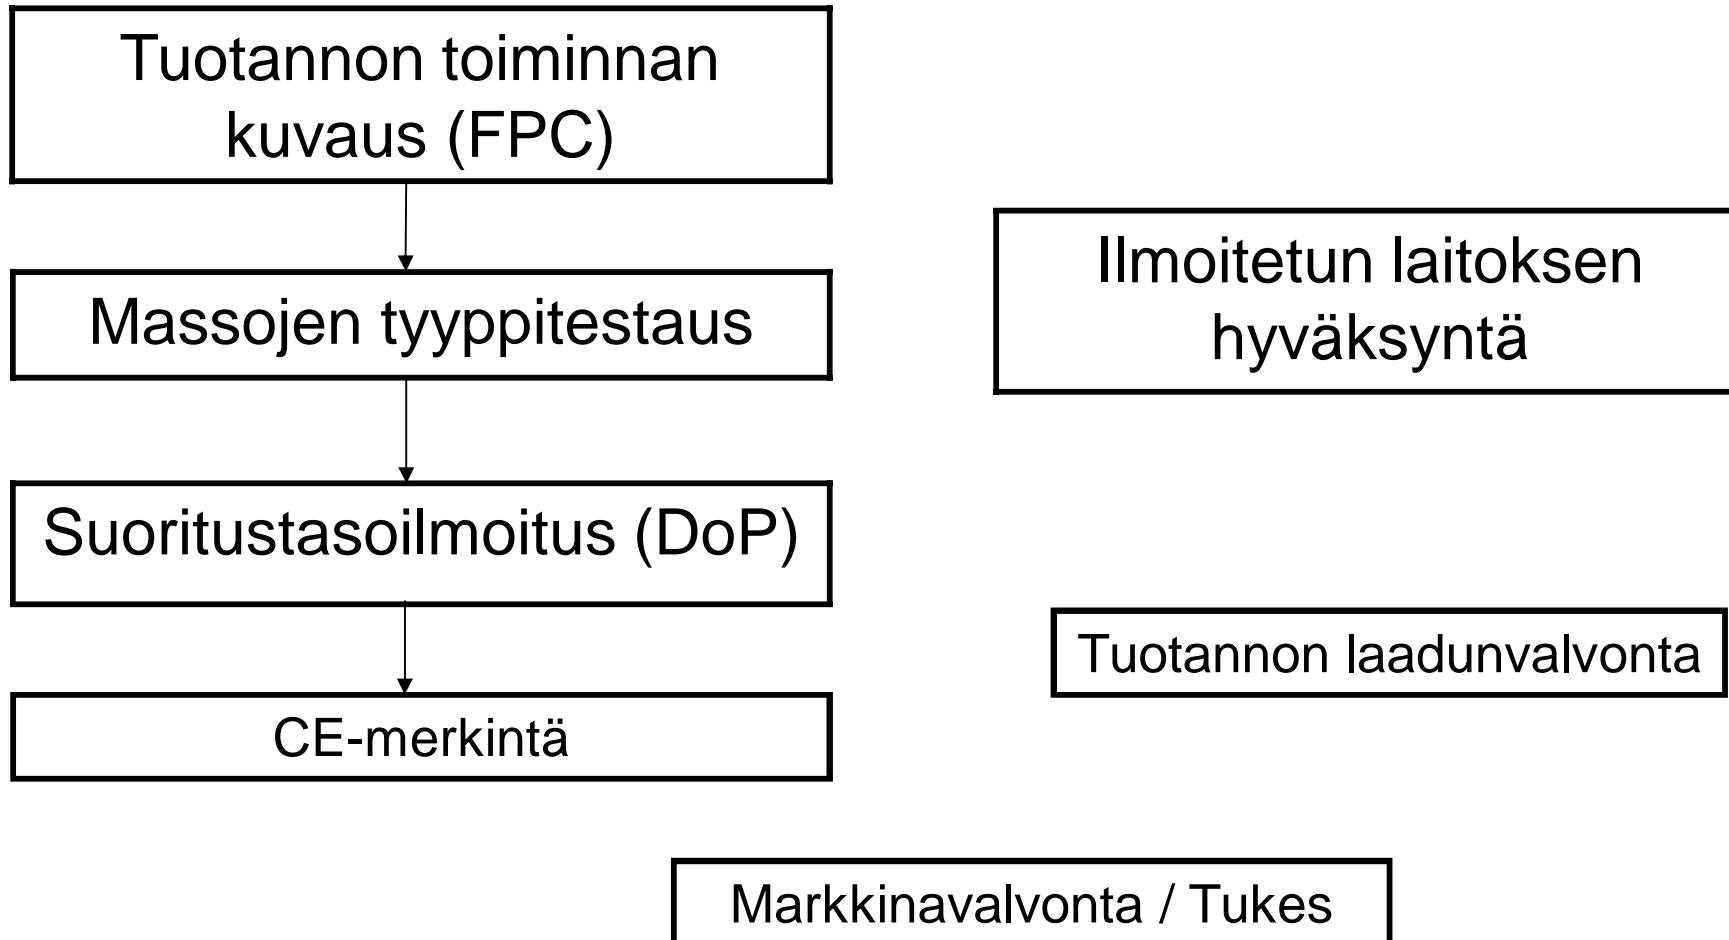 Tuotannon toiminnan
kuvaus (FPC)
Massojen tyyppitestaus
Ilmoitetun laitoksen
hyväksyntä
Suoritustasoilmoitus (DoP)
Tuotannon laadunvalvonta
CE-merkintä
Markkinavalvonta / Tukes